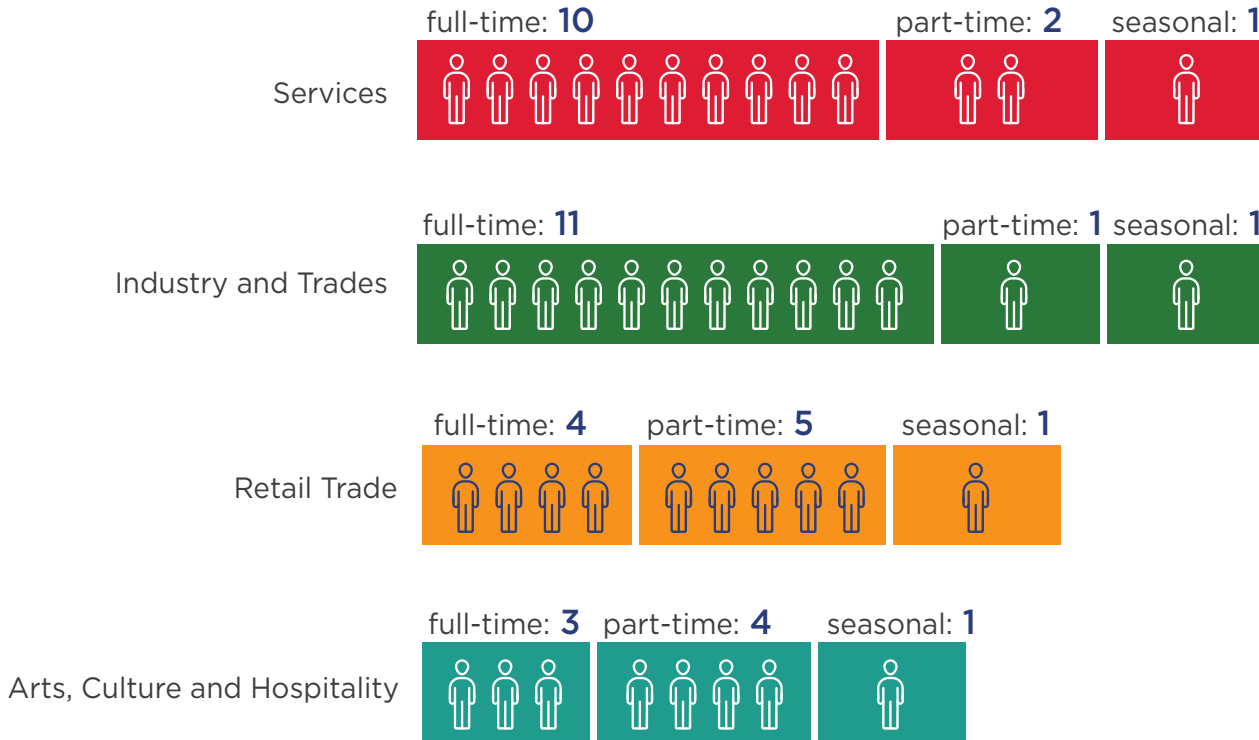 full-time: 10 part-time: 2 seasonal: 1
Services
full-time: 11 part-time: 1 seasonal: 1
Industry and Trades
full-time: 4 part-time: 5 seasonal: 1
Retail Trade
full-time: 3 part-time: 4 seasonal: 1
Arts, Culture and Hospitality